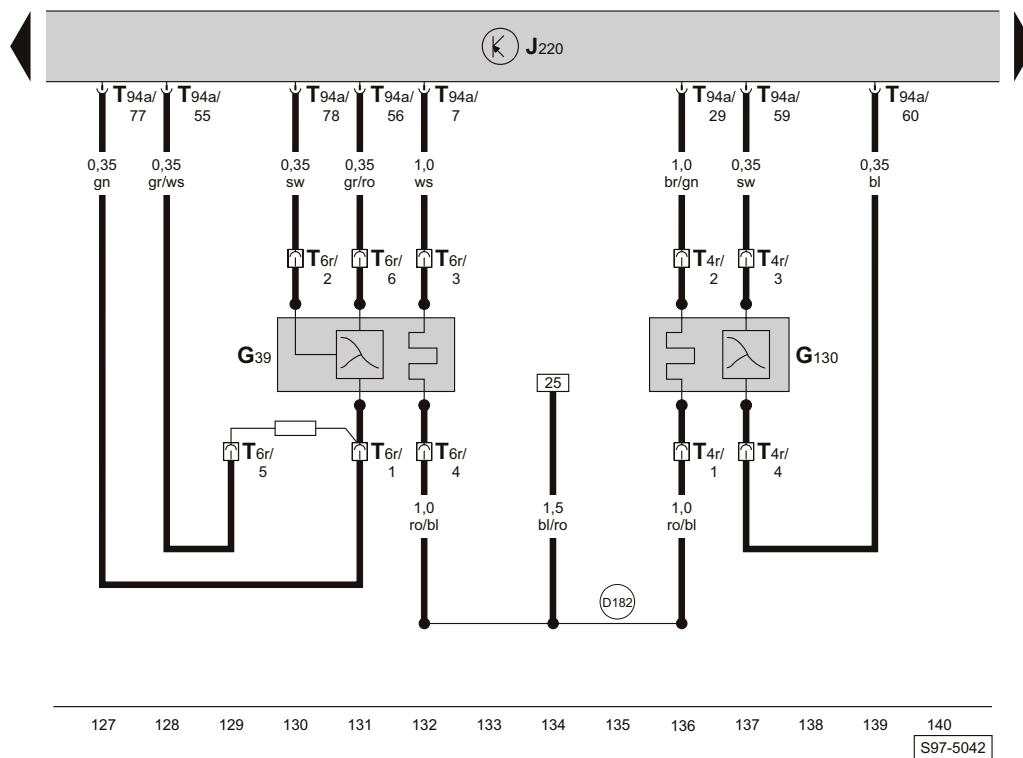 J220
T94a/ T94a/ T94a/ T94a/ T94a/ T94a/ T94a/ T94a/
77 55 78 56 7 29 59 60
0,35 0,35 0,35 0,35 1,0 1,0 0,35 0,35
gn gr/ws sw gr/ro ws br/gn sw bl
T6r/ T6r/ T6r/ T4r/ T4r/
2 6 3 2 3
G39 G130
25
T6r/ T6r/ T6r/ T4r/ T4r/
5 1 4 1 4
1,0 1,5 1,0
ro/bl bl/ro ro/bl
D182
127 128 129 130 131 132 133 134 135 136 137 138 139 140
S97-5042